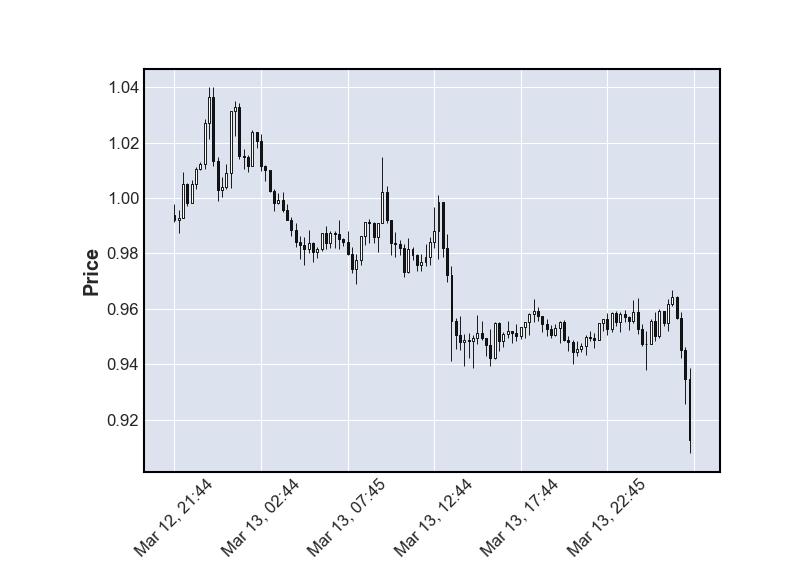 1.04
1.02
1.00
0.98
0.96
0.94
0.92
Price
Mar 12, 21:44
Mar 13, 02:44
Mar 13, 07:45
Mar 13, 12:44
Mar 13, 17:44
Mar 13, 22:45